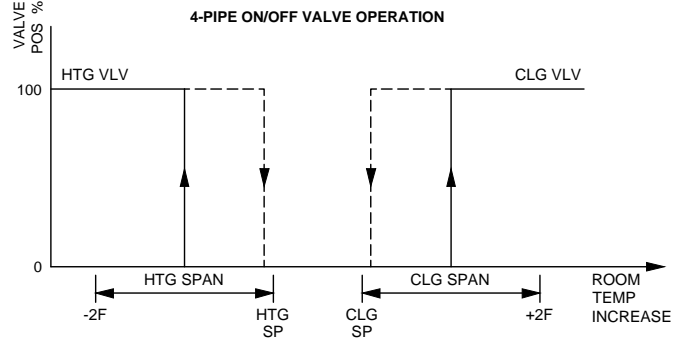 4-PIPE ON/OFF VALVE OPERATION
VALVE
POS %
HTG VLV
CLG VLV
100
0
HTG SPAN
CLG SPAN
ROOM
TEMP
INCREASE
-2F
HTG
SP
CLG
SP
+2F